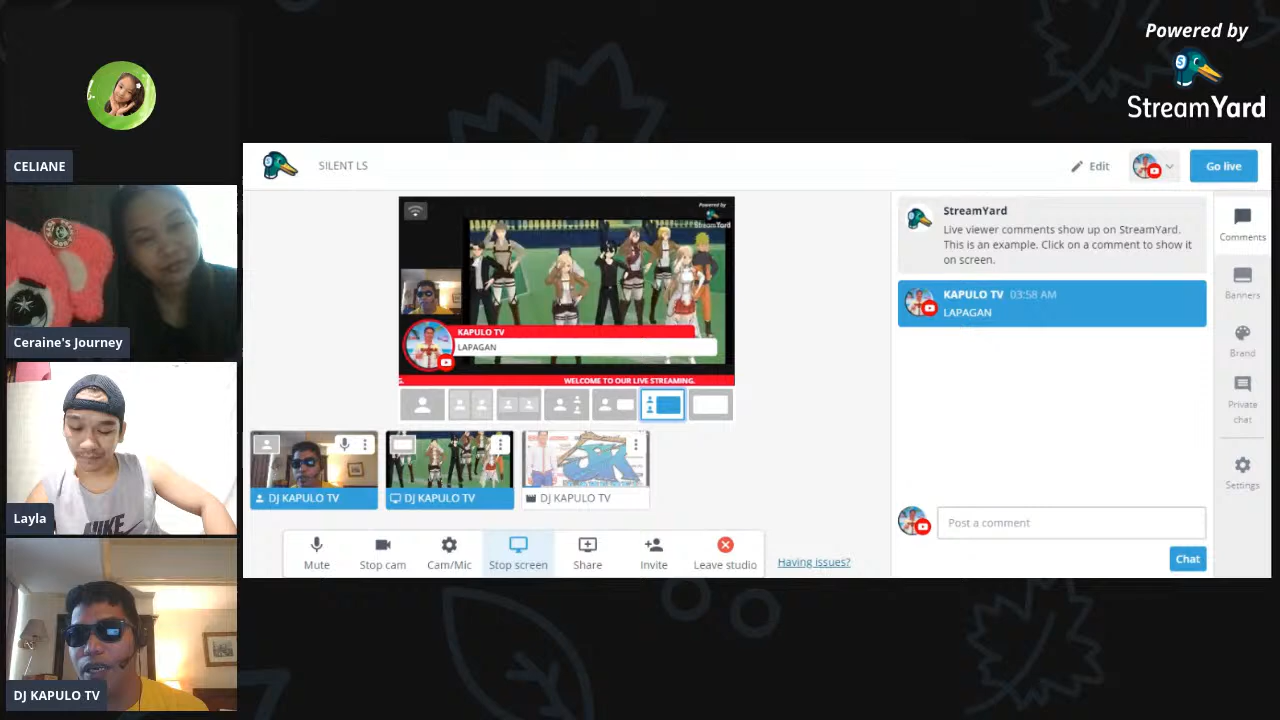 Powered by
StreamYard
CELIANE
Ceraine's Journey
Layla
NIKE
DJ KAPULO TV
SILENT LS
Edit
Go live
Powered by
StreamYard
KAPULO TV
LAPAGAN
WELCOME TO OUR LIVE STREAMING.
DJ KAPULO TV
DJ KAPULO TV
DJ KAPULO TV
Mute
Stop cam
Cam/Mic
Stop screen
Share
Invite
Leave studio
Having issues?
StreamYard
Live viewer comments show up on StreamYard.
This is an example. Click on a comment to show it
on screen.
KAPULO TV 03:58 AM
LAPAGAN
Post a comment
Chat
Comments
Banners
Brand
Private
chat
Settings